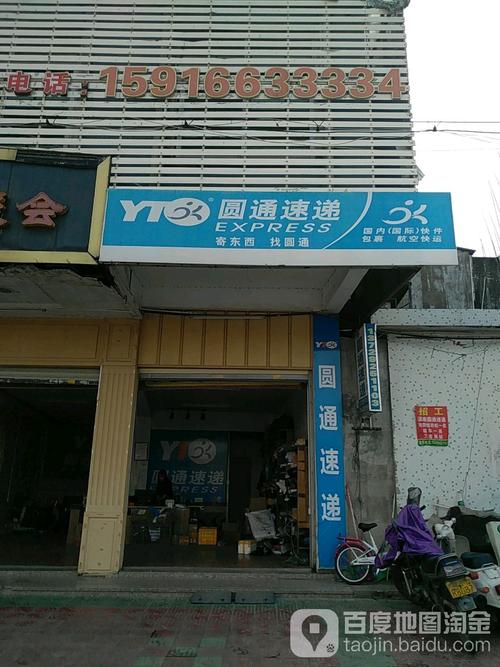 电话:15916633334
宴会
YTO® 圆通速递
EXPRESS
寄东西 找圆通
国内(国际)快件
包裹 航空快运
YTO
圆通速递
13729251103
圆通速递
EXPRESS
招工
百度地图淘金
taojin.baidu.com